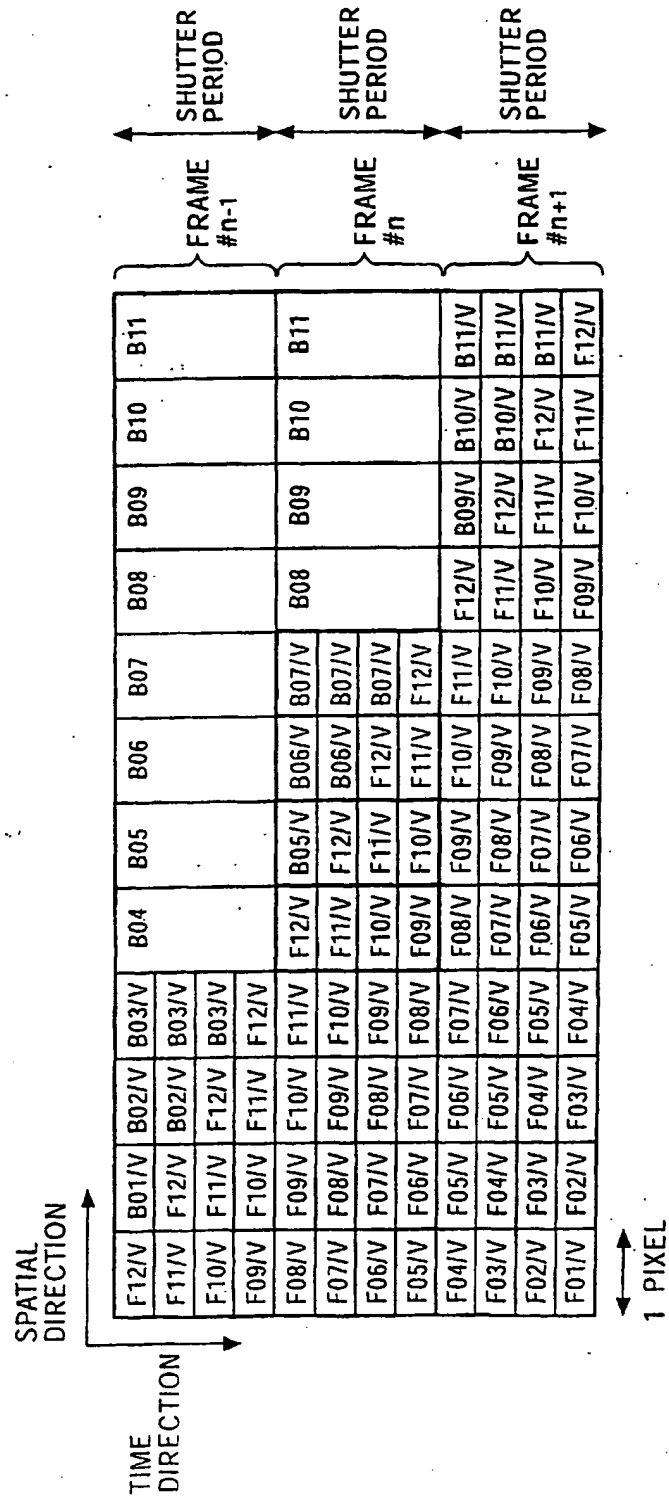 SPATIAL
DIRECTION
TIME
DIRECTION
F12/V B01/V B02/V B03/V B04 B05 B06 B07 B08 B09 B10 B11
F11/V F12/V B02/V B03/V
F10/V F11/V F12/V B03/V
F09/V F10/V F11/V F12/V
FRAME
#n-1
SHUTTER
PERIOD
F08/V F09/V F10/V F11/V F12/V B05/V B06/V B07/V B08 B09 B10 B11
F07/V F08/V F09/V F10/V F11/V F12/V B06/V B07/V
F06/V F07/V F08/V F09/V F10/V F11/V F12/V B07/V
F05/V F06/V F07/V F08/V F09/V F10/V F11/V F12/V
FRAME
#n
SHUTTER
PERIOD
F04/V F05/V F06/V F07/V F08/V F09/V F10/V F11/V F12/V B09/V B10/V B11/V
F03/V F04/V F05/V F06/V F07/V F08/V F09/V F10/V F11/V F12/V B10/V B11/V
F02/V F03/V F04/V F05/V F06/V F07/V F08/V F09/V F10/V F11/V F12/V B11/V
F01/V F02/V F03/V F04/V F05/V F06/V F07/V F08/V F09/V F10/V F11/V F12/V
FRAME
#n+1
SHUTTER
PERIOD
1 PIXEL